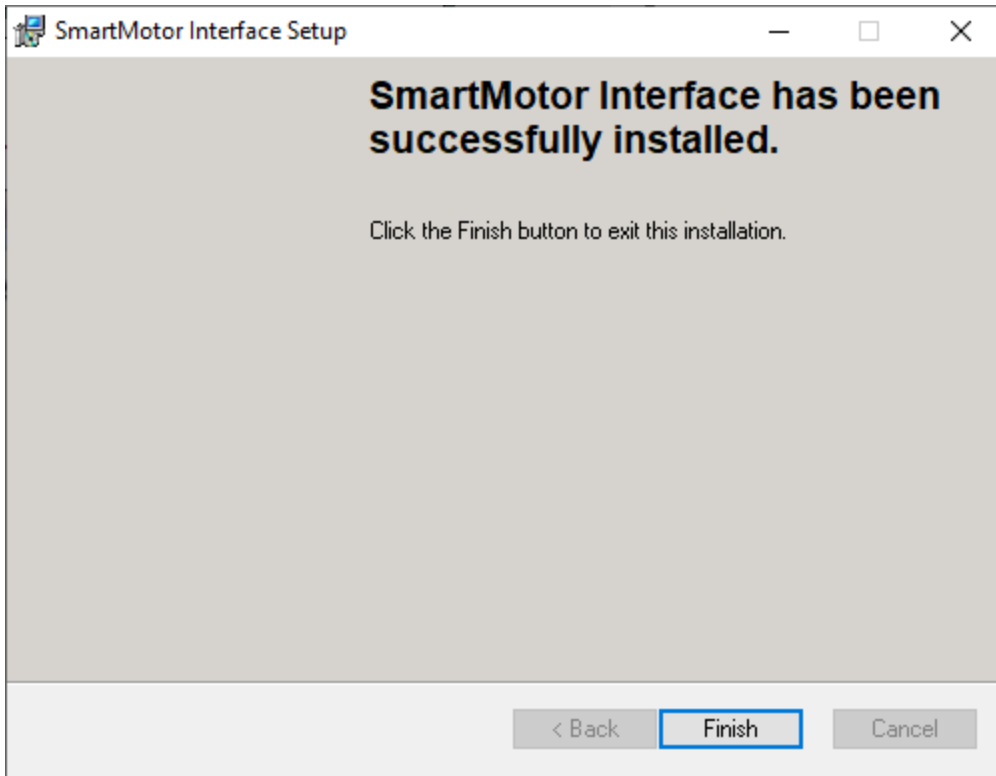 SmartMotor Interface Setup
SmartMotor Interface has been
successfully installed.
Click the Finish button to exit this installation.
< Back
Finish
Cancel